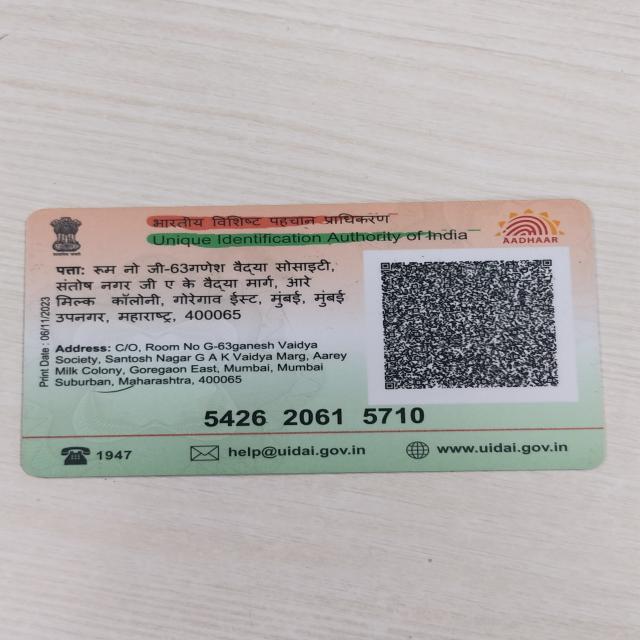 भारतीय विशिष्ट पहचान प्राधिकरण
Unique Identification Authority of India
AADHAAR
पता: रूम नो जी-63गणेश वैद्या सोसाइटी,
संतोष नगर जी ए के वैद्या मार्ग, आरे
मिल्क कॉलोनी, गोरेगाव ईस्ट, मुंबई, मुंबई
उपनगर, महाराष्ट्र, 400065
Print Date : 06/11/2023
Address: C/O, Room No G-63ganesh Vaidya
Society, Santosh Nagar G A K Vaidya Marg, Aarey
Milk Colony, Goregaon East, Mumbai, Mumbai
Suburban, Maharashtra, 400065
5426 2061 5710
1947
help@uidai.gov.in
www.uidai.gov.in